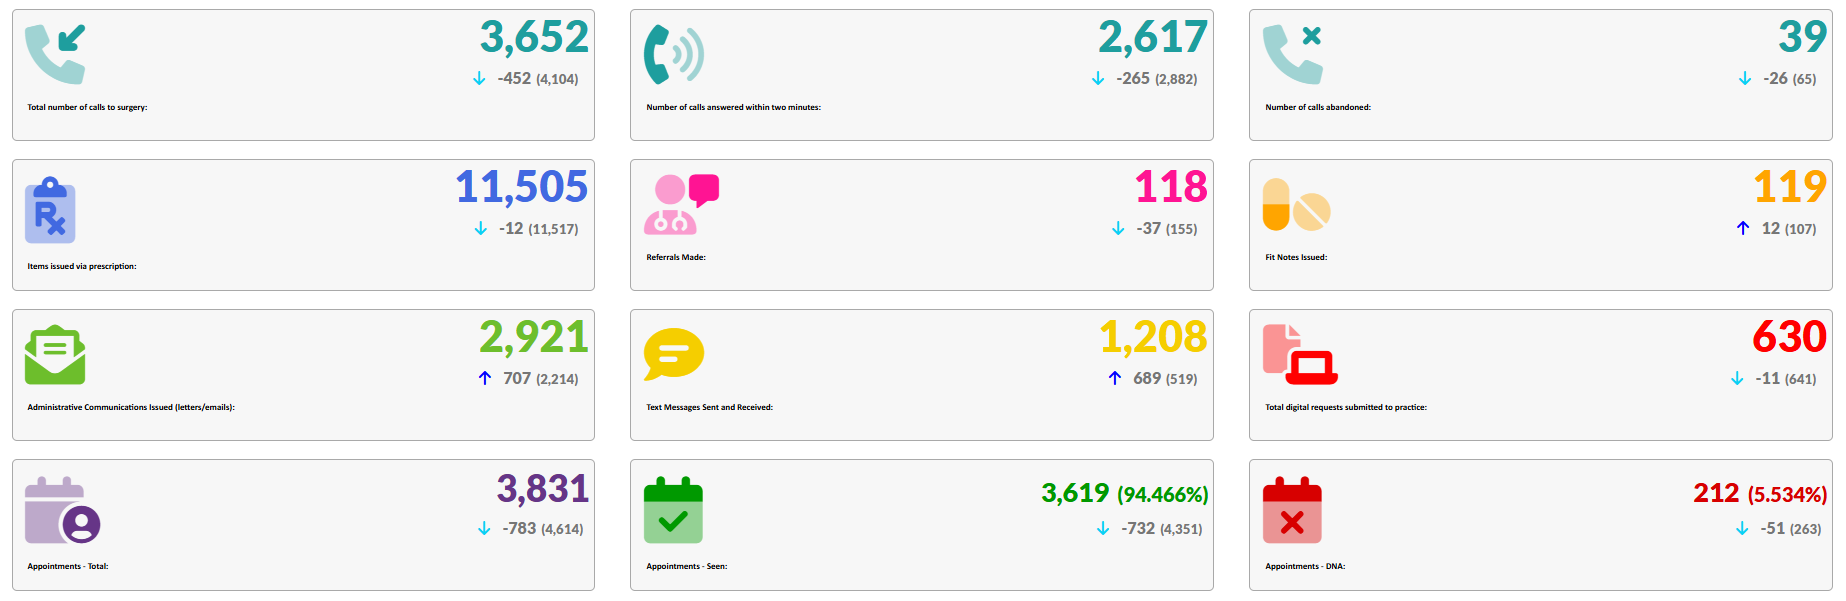 3,652
-452 (4,104)
Total number of calls to surgery:
2,617
-265 (2,882)
Number of calls answered within two minutes:
39
-26 (65)
Number of calls abandoned:
11,505
-12 (11,517)
Items issued via prescription:
118
-37 (155)
Referrals Made:
119
12 (107)
Fit Notes Issued:
2,921
707 (2,214)
Administrative Communications Issued (letters/emails):
1,208
689 (519)
Text Messages Sent and Received:
630
-11 (641)
Total digital requests submitted to practice:
3,831
-783 (4,614)
Appointments - Total:
3,619 (94.466%)
-732 (4,351)
Appointments - Seen:
212 (5.534%)
-51 (263)
Appointments - DNA: